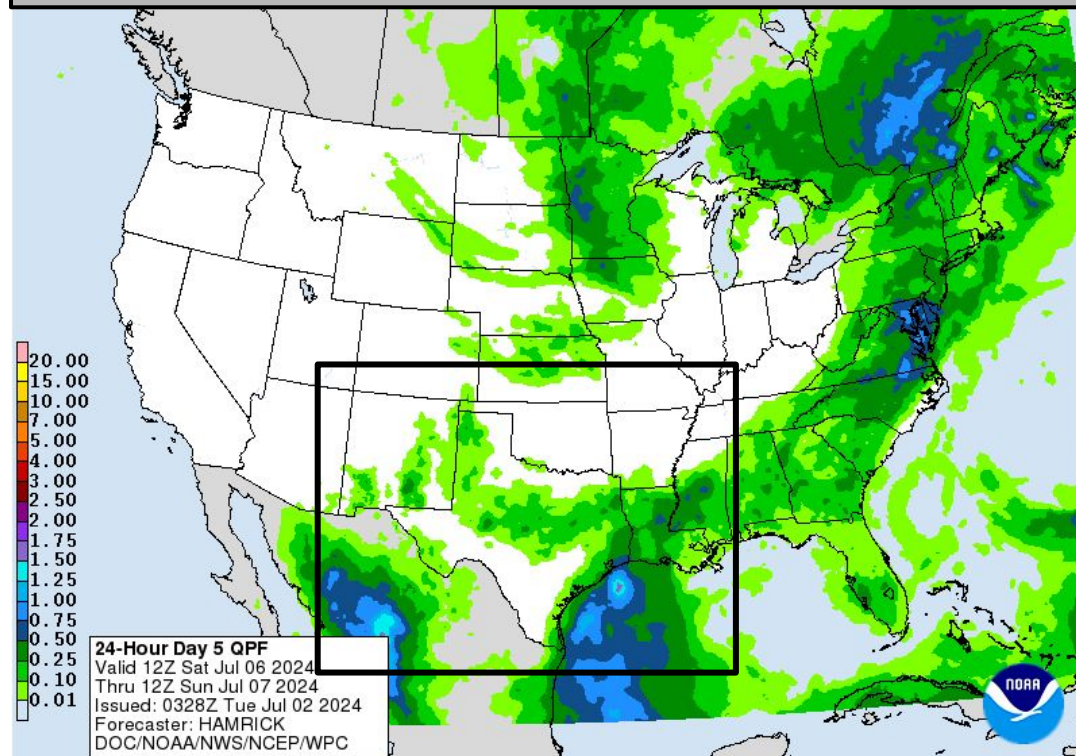 20.00
15.00
10.00
7.00
5.00
4.00
3.00
2.50
2.00
1.75
1.50
1.25
1.00
0.75
0.50
0.25
0.10
0.01
24-Hour Day 5 QPF
Valid 12Z Sat Jul 06 2024
Thru 12Z Sun Jul 07 2024
Issued: 0328Z Tue Jul 02 2024
Forecaster: HAMRICK
DOC/NOAA/NWS/NCEP/WPC
NOAA